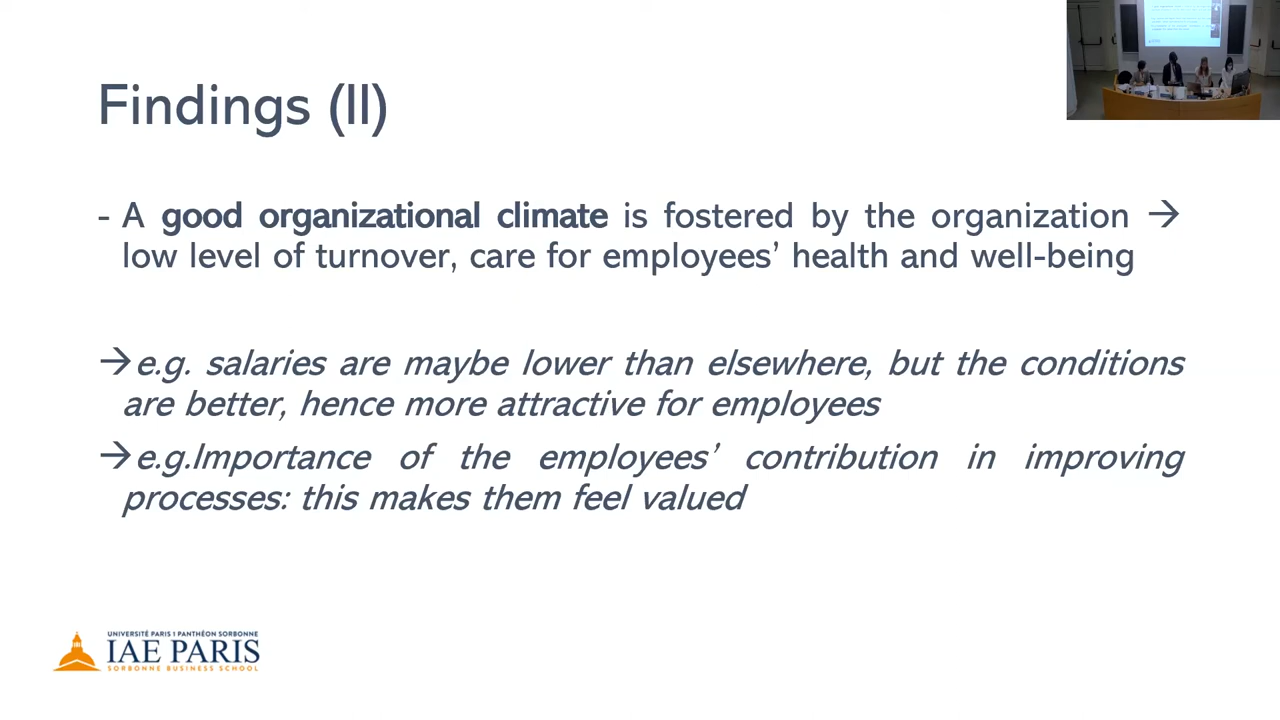 Findings (II)
- A good organizational climate is fostered by the organization →
low level of turnover, care for employees’ health and well-being
→e.g. salaries are maybe lower than elsewhere, but the conditions
are better, hence more attractive for employees
→e.g.Importance of the employees’ contribution in improving
processes: this makes them feel valued
UNIVERSITÉ PARIS 1 PANTHÉON SORBONNE
IAE PARIS
SORBONNE BUSINESS SCHOOL